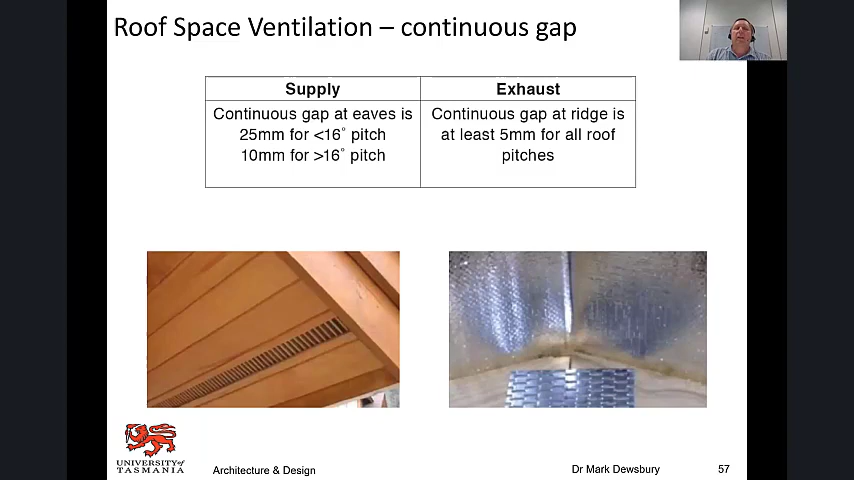 Roof Space Ventilation – continuous gap
Supply
Exhaust
Continuous gap at eaves is
25mm for <16° pitch
10mm for >16° pitch
Continuous gap at ridge is
at least 5mm for all roof
pitches
UNIVERSITY of
TASMANIA
Architecture & Design
Dr Mark Dewsbury
57